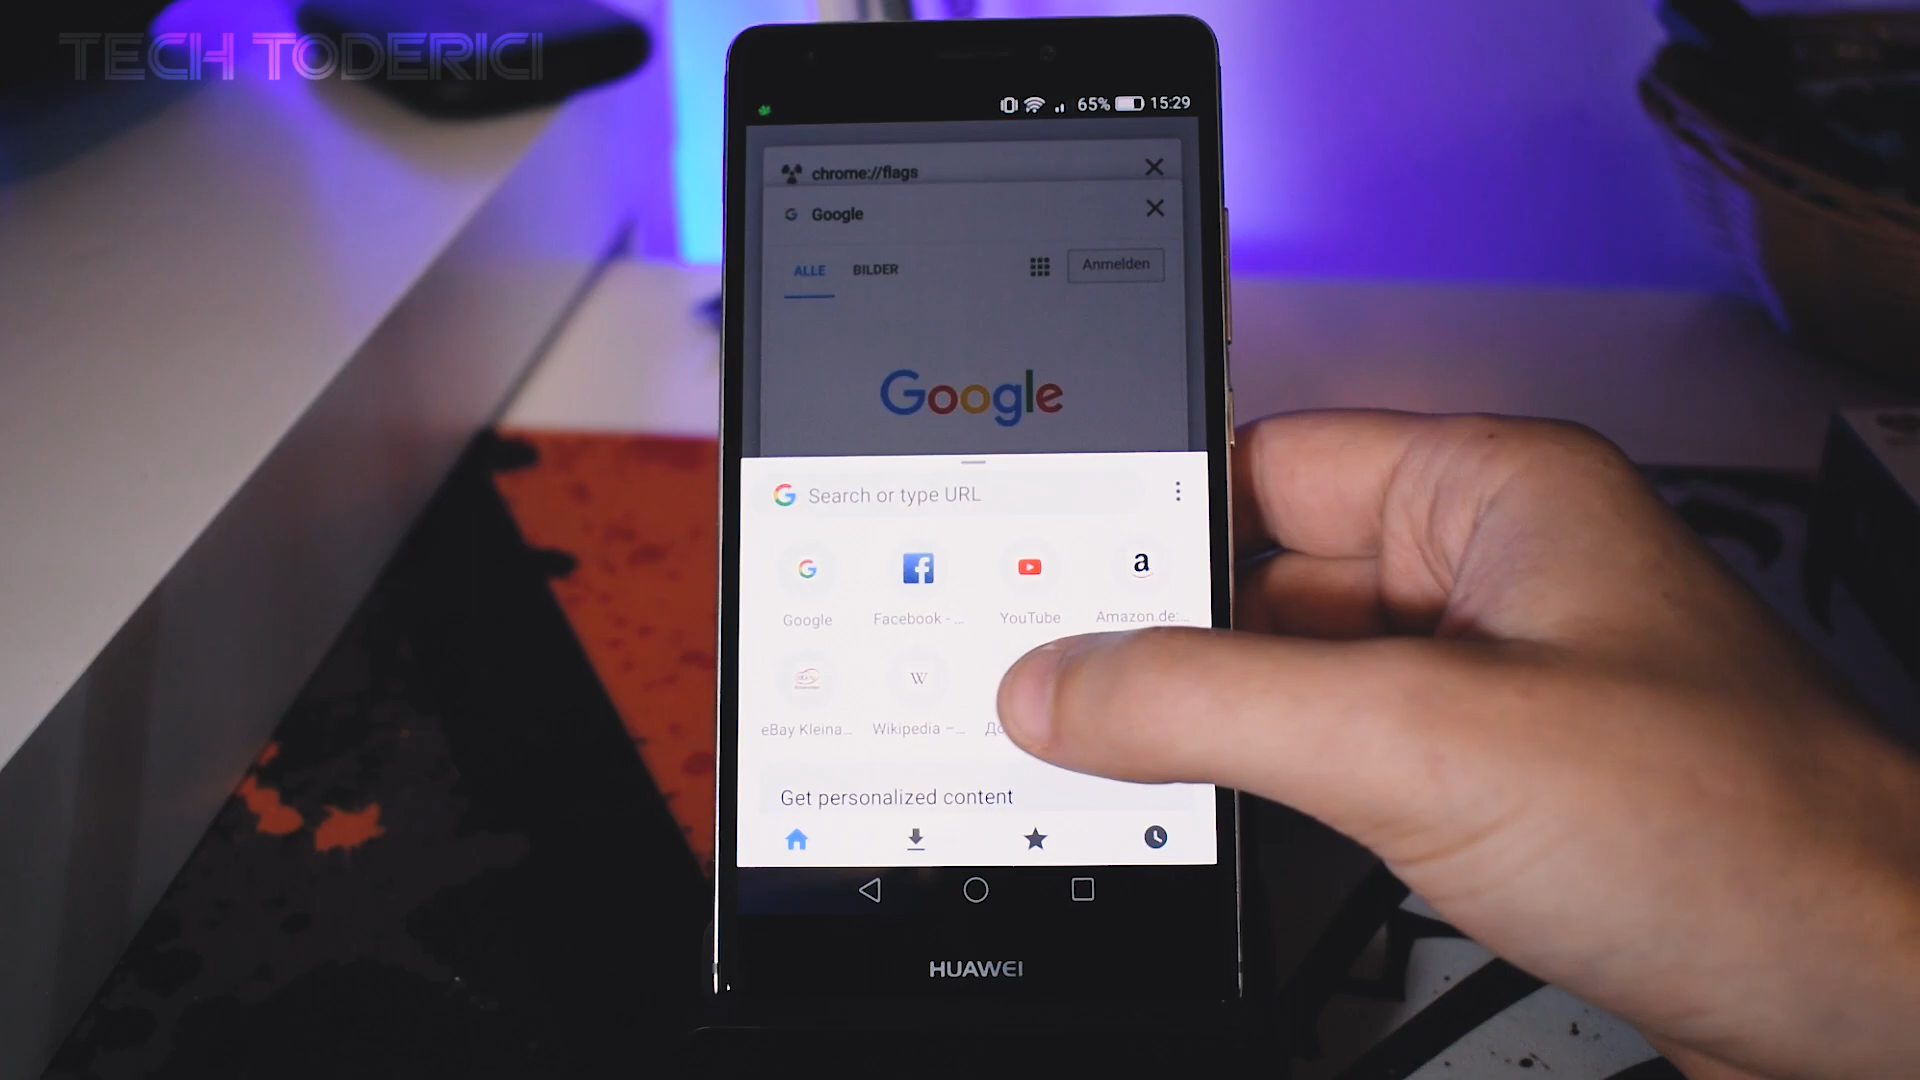 TECH TODERICI
65% 15:29
chrome://flags
Google
ALLE BILDER Anmelden
Google
Search or type URL
Google Facebook - ... YouTube Amazon.de:...
eBay Kleina... Wikipedia –...
Get personalized content
HUAWEI